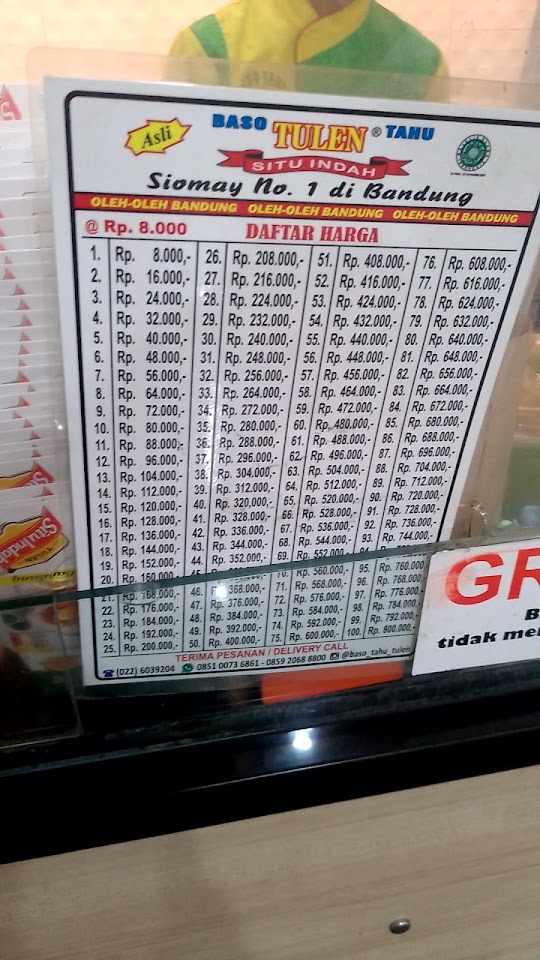 Asli
BASO TULEN ® TAHU
SITU INDAH
Siomay No. 1 di Bandung
OLEH-OLEH BANDUNG OLEH-OLEH BANDUNG OLEH-OLEH BANDUNG
@ Rp. 8.000 DAFTAR HARGA
1. Rp. 8.000,- 26. Rp. 208.000,- 51. Rp. 408.000,- 76. Rp. 608.000,-
2. Rp. 16.000,- 27. Rp. 216.000,- 52. Rp. 416.000,- 77. Rp. 616.000,-
3. Rp. 24.000,- 28. Rp. 224.000,- 53. Rp. 424.000,- 78. Rp. 624.000,-
4. Rp. 32.000,- 29. Rp. 232.000,- 54. Rp. 432.000,- 79. Rp. 632.000,-
5. Rp. 40.000,- 30. Rp. 240.000,- 55. Rp. 440.000,- 80. Rp. 640.000,-
6. Rp. 48.000,- 31. Rp. 248.000,- 56. Rp. 448.000,- 81. Rp. 648.000,-
7. Rp. 56.000,- 32. Rp. 256.000,- 57. Rp. 456.000,- 82. Rp. 656.000,-
8. Rp. 64.000,- 33. Rp. 264.000,- 58. Rp. 464.000,- 83. Rp. 664.000,-
9. Rp. 72.000,- 34. Rp. 272.000,- 59. Rp. 472.000,- 84. Rp. 672.000,-
10. Rp. 80.000,- 35. Rp. 280.000,- 60. Rp. 480.000,- 85. Rp. 680.000,-
11. Rp. 88.000,- 36. Rp. 288.000,- 61. Rp. 488.000,- 86. Rp. 688.000,-
12. Rp. 96.000,- 37. Rp. 296.000,- 62. Rp. 496.000,- 87. Rp. 696.000,-
13. Rp. 104.000,- 38. Rp. 304.000,- 63. Rp. 504.000,- 88. Rp. 704.000,-
14. Rp. 112.000,- 39. Rp. 312.000,- 64. Rp. 512.000,- 89. Rp. 712.000,-
15. Rp. 120.000,- 40. Rp. 320.000,- 65. Rp. 520.000,- 90. Rp. 720.000,-
16. Rp. 128.000,- 41. Rp. 328.000,- 66. Rp. 528.000,- 91. Rp. 728.000,-
17. Rp. 136.000,- 42. Rp. 336.000,- 67. Rp. 536.000,- 92. Rp. 736.000,-
18. Rp. 144.000,- 43. Rp. 344.000,- 68. Rp. 544.000,- 93. Rp. 744.000,-
19. Rp. 152.000,- 44. Rp. 352.000,- 69. Rp. 552.000,- 94.
20. Rp. 160.000,- 45. 70. Rp. 560.000,- 95. Rp. 760.000,-
21. Rp. 168.000,- 46. Rp. 368.000,- 71. Rp. 568.000,- 96. Rp. 768.000,-
22. Rp. 176.000,- 47. Rp. 376.000,- 72. Rp. 576.000,- 97. Rp. 776.000,-
23. Rp. 184.000,- 48. Rp. 384.000,- 73. Rp. 584.000,- 98. Rp. 784.000,-
24. Rp. 192.000,- 49. Rp. 392.000,- 74. Rp. 592.000,- 99. Rp. 792.000,-
25. Rp. 200.000,- 50. Rp. 400.000,- 75. Rp. 600.000,- 100. Rp. 800.000,-
TERIMA PESANAN / DELIVERY CALL
(022) 6039204 0851 0073 6861 - 0859 2068 8800 @baso_tahu_tulen
GR
B
tidak mer